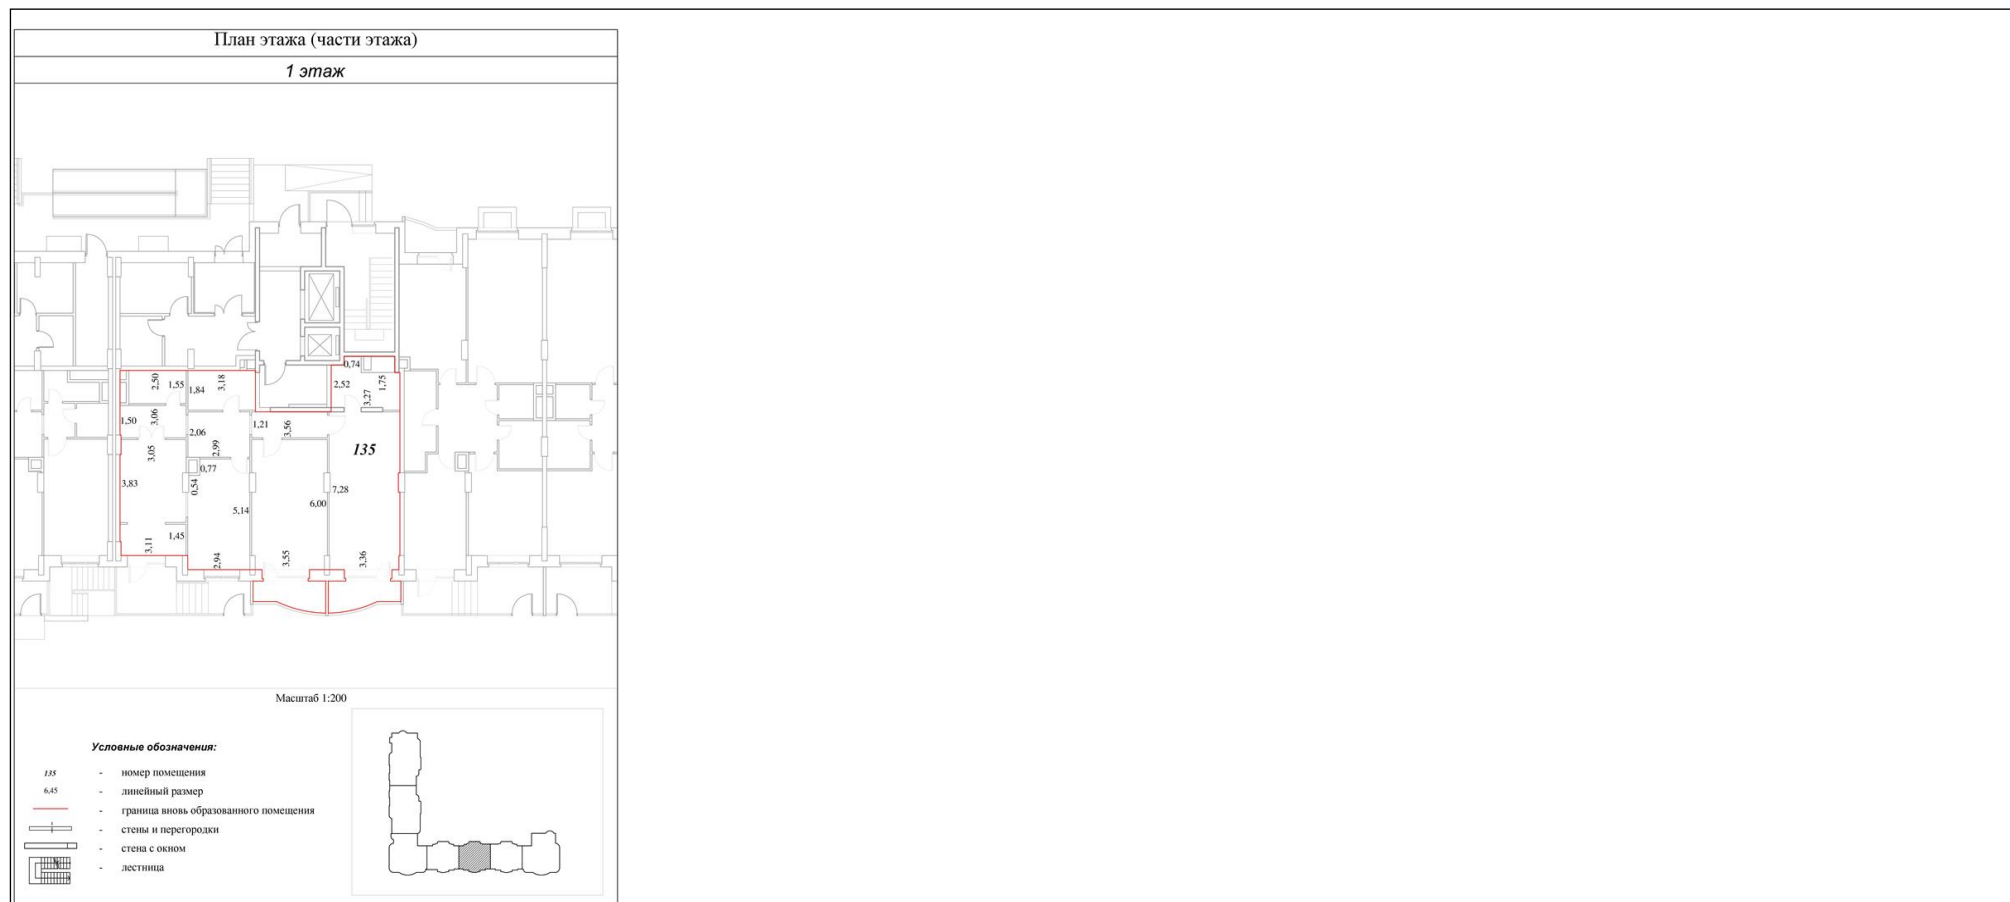 План этажа (части этажа)
1 этаж
0,74
2,50
1,55
1,84
3,18
2,52
3,27
1,75
1,50
3,06
2,06
2,99
1,21
3,56
135
3,05
0,77
3,83
0,54
7,28
6,00
5,14
1,45
3,11
2,94
3,55
3,36
Масштаб 1:200
Условные обозначения:
135 - номер помещения
6,45 - линейный размер
- граница вновь образованного помещения
- стены и перегородки
- стена с окном
- лестница